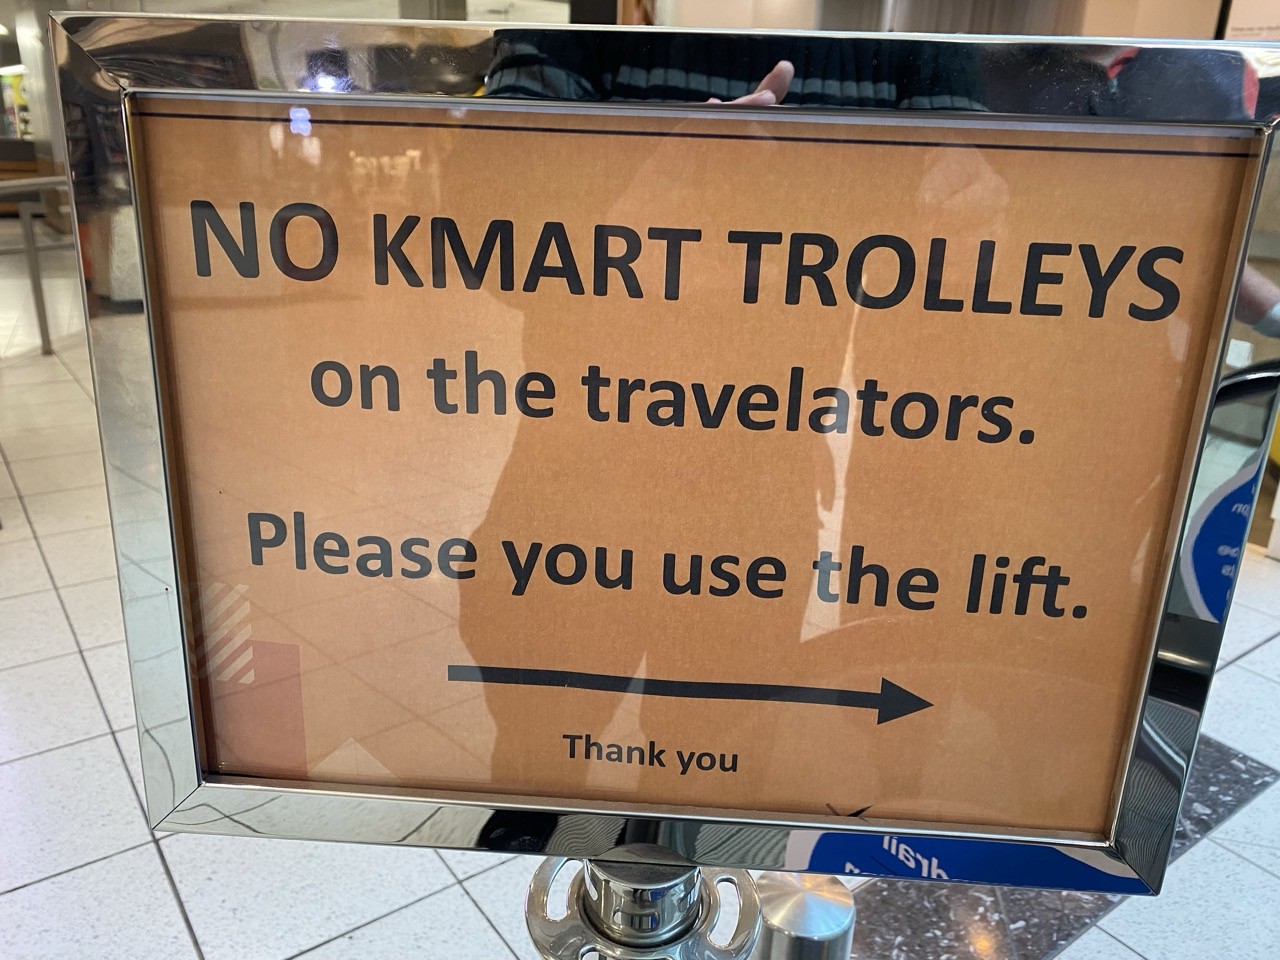 NO KMART TROLLEYS
on the travelators.
Please you use the lift.
Thank you